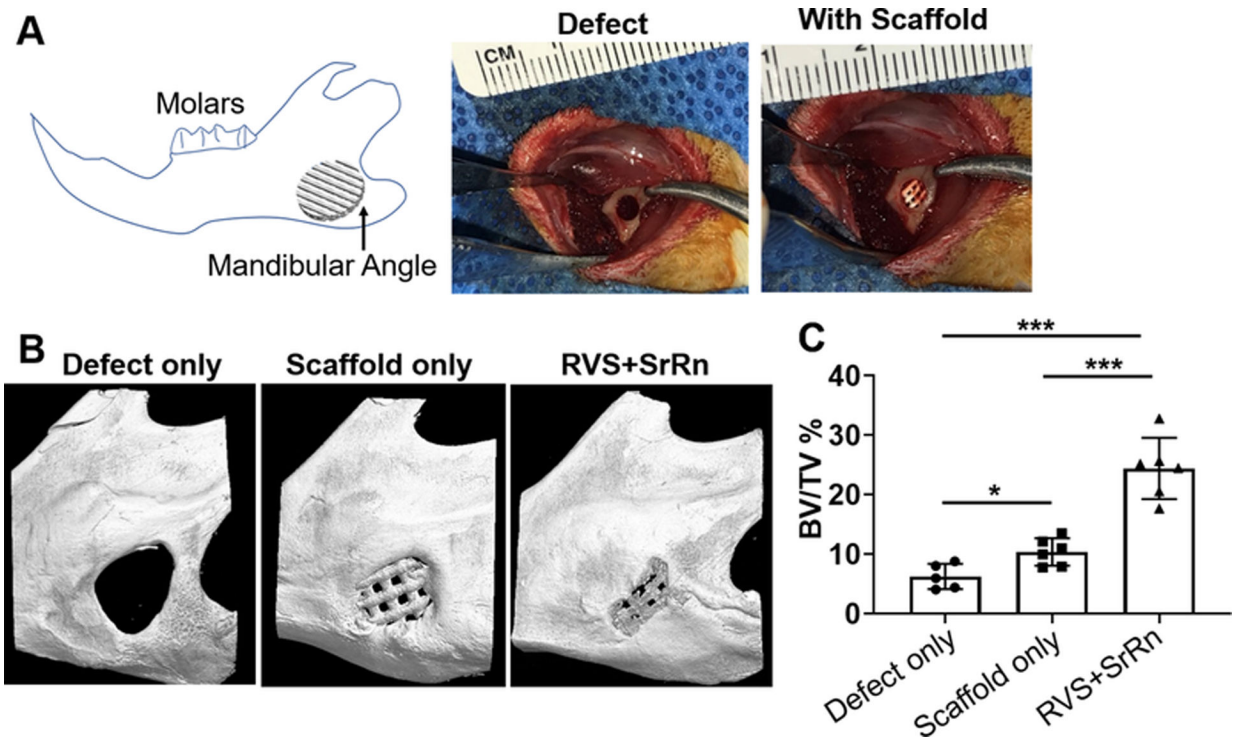 A
Molars
Mandibular Angle
Defect
CM
1
With Scaffold
1
2
B
Defect only
Scaffold only
RVS+SrRn
C
***
***
*
BV/TV %
40
30
20
10
0
Defect only
Scaffold only
RVS+SrRn